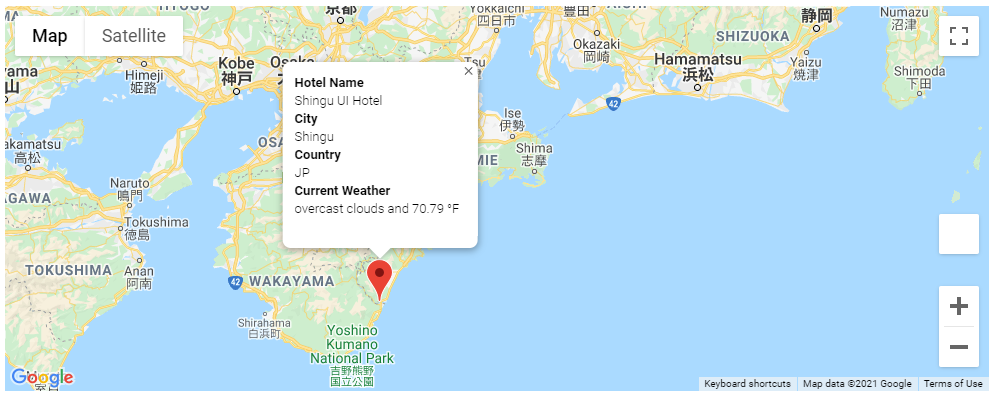 Map
Satellite
京都
四日市
豊田
静岡
SHIZUOKA
Numazu
沼津
Okazaki
岡崎
Hamamatsu
浜松
Yaizu
焼津
Shimoda
下田
Himeji
姫路
Kobe
神戸
42
Ise
伊勢
Shima
志摩
高松
Hotel Name
Shingu UI Hotel
City
Shingu
Country
JP
Current Weather
overcast clouds and 70.79 °F
Naruto
鳴門
Tokushima
徳島
TOKUSHIMA
Anan
阿南
42
WAKAYAMA
Shirahama
白浜町
Yoshino
Kumano
National Park
吉野熊野
国立公園
Google
Keyboard shortcuts
Map data ©2021 Google
Terms of Use